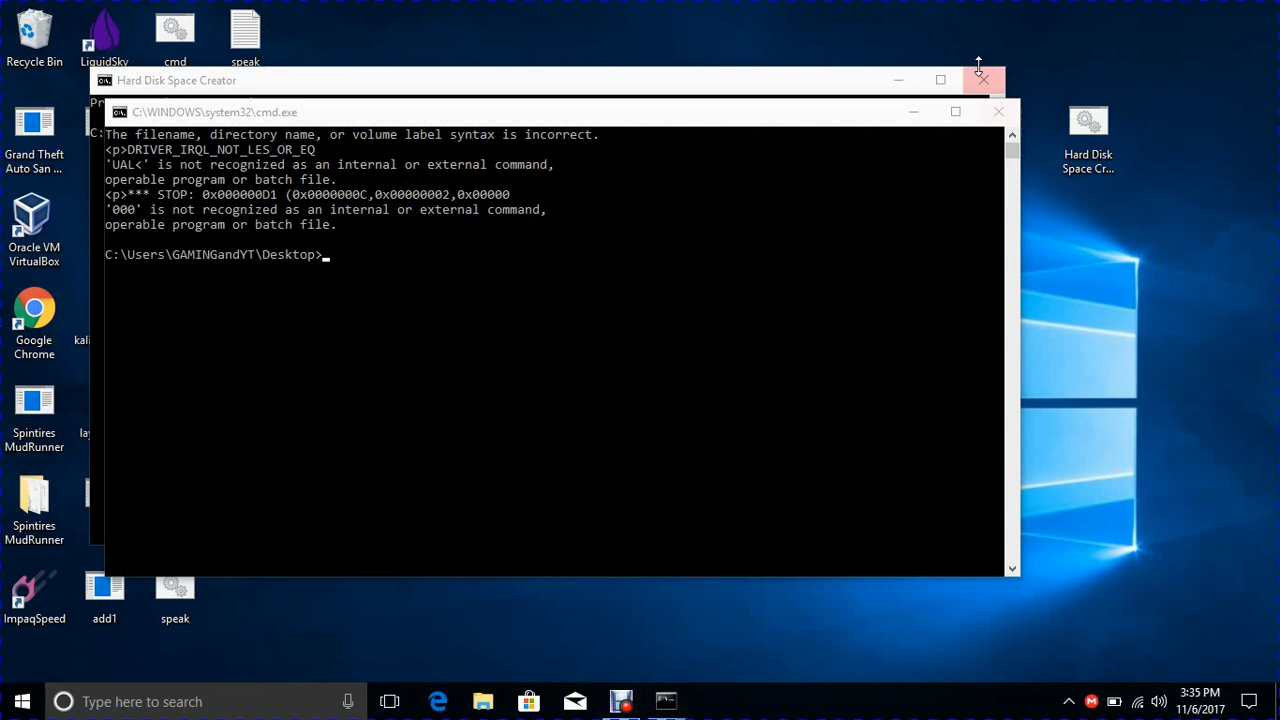 Recycle Bin
LiquidSky
cmd
speak
Hard Disk Space Creator
Pr
C:
C:\WINDOWS\system32\cmd.exe
The filename, directory name, or volume label syntax is incorrect.
<p>DRIVER_IRQL_NOT_LES_OR_EQ
'UAL<' is not recognized as an internal or external command,
operable program or batch file.
<p>*** STOP: 0x000000D1 (0x0000000C,0x00000002,0x00000
'000' is not recognized as an internal or external command,
operable program or batch file.
C:\Users\GAMINGandYT\Desktop>
Grand Theft
Auto San ...
Oracle VM
VirtualBox
Google
Chrome
kali
Spintires
MudRunner
lay
Spintires
MudRunner
ImpaqSpeed
add1
speak
Hard Disk
Space Cr...
Type here to search
3:35 PM
11/6/2017